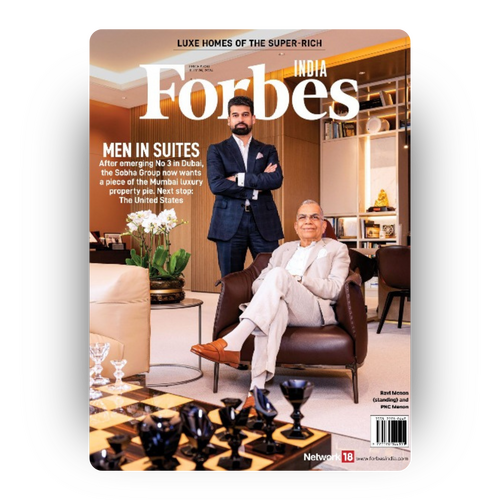 LUXE HOMES OF THE SUPER-RICH
Forbes
INDIA
MEN IN SUITES
After emerging No 3 in Dubai,
the Sobha Group now wants
a piece of the Mumbai luxury
property pie. Next stop:
The United States
Ravi Menon
(standing) and
PNC Menon
Network 18
www.forbesindia.com